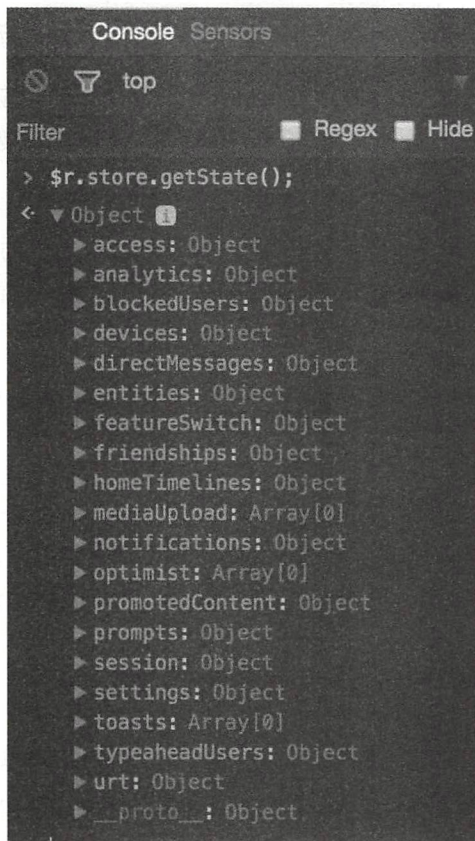 Console Sensors
top
Filter Regex Hide
> $r.store.getState();
Object i
access: Object
analytics: Object
blockedUsers: Object
devices: Object
directMessages: Object
entities: Object
featureSwitch: Object
friendships: Object
homeTimelines: Object
mediaUpload: Array[0]
notifications: Object
optimist: Array[0]
promotedContent: Object
prompts: Object
session: Object
settings: Object
toasts: Array[0]
typeaheadUsers: Object
urt: Object
__proto__: Object